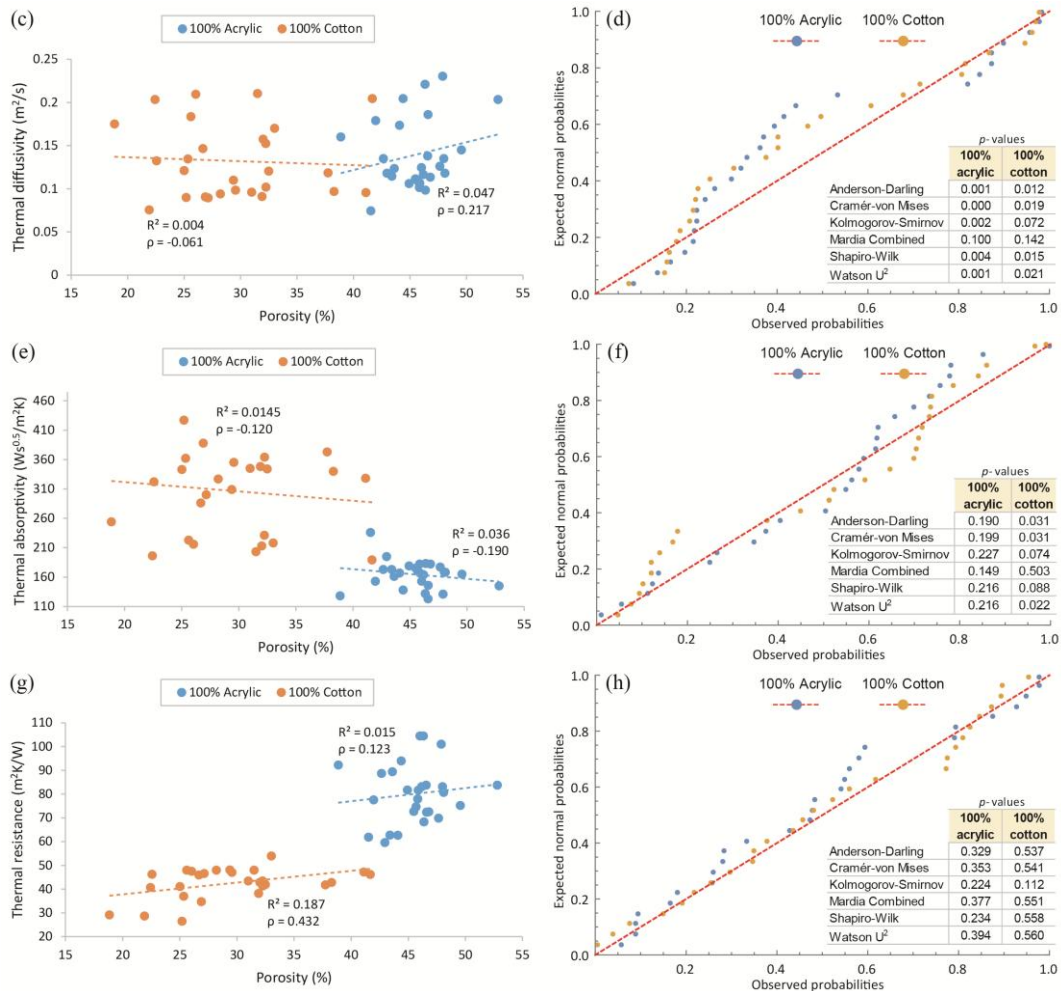 (c)
100% Acrylic 100% Cotton
Thermal diffusivity (m²/s)
0.25
0.2
0.15
0.1
0.05
0
R² = 0.004
ρ = -0.061
R² = 0.047
ρ = 0.217
15 20 25 30 35 40 45 50 55
Porosity (%)
(d)
100% Acrylic 100% Cotton
Expected normal probabilities
1.0
0.8
0.6
0.4
0.2
0.0
p-values
100% acrylic 100% cotton
Anderson-Darling 0.001 0.012
Cramér-von Mises 0.000 0.019
Kolmogorov-Smirnov 0.002 0.072
Mardia Combined 0.100 0.142
Shapiro-Wilk 0.004 0.015
Watson U² 0.001 0.021
0.2 0.4 0.6 0.8 1.0
Observed probabilities
(e)
100% Acrylic 100% Cotton
Thermal absorptivity (Ws⁰·⁵/m²K)
460
410
360
310
260
210
160
110
R² = 0.0145
ρ = -0.120
R² = 0.036
ρ = -0.190
15 20 25 30 35 40 45 50 55
Porosity (%)
(f)
100% Acrylic 100% Cotton
Expected normal probabilities
1.0
0.8
0.6
0.4
0.2
0.0
p-values
100% acrylic 100% cotton
Anderson-Darling 0.190 0.031
Cramér-von Mises 0.199 0.031
Kolmogorov-Smirnov 0.227 0.074
Mardia Combined 0.149 0.503
Shapiro-Wilk 0.216 0.088
Watson U² 0.216 0.022
0.2 0.4 0.6 0.8 1.0
Observed probabilities
(g)
100% Acrylic 100% Cotton
Thermal resistance (m²K/W)
110
100
90
80
70
60
50
40
30
20
R² = 0.015
ρ = 0.123
R² = 0.187
ρ = 0.432
15 20 25 30 35 40 45 50 55
Porosity (%)
(h)
100% Acrylic 100% Cotton
Expected normal probabilities
1.0
0.8
0.6
0.4
0.2
0.0
p-values
100% acrylic 100% cotton
Anderson-Darling 0.329 0.537
Cramér-von Mises 0.353 0.541
Kolmogorov-Smirnov 0.224 0.112
Mardia Combined 0.377 0.551
Shapiro-Wilk 0.234 0.558
Watson U² 0.394 0.560
0.2 0.4 0.6 0.8 1.0
Observed probabilities